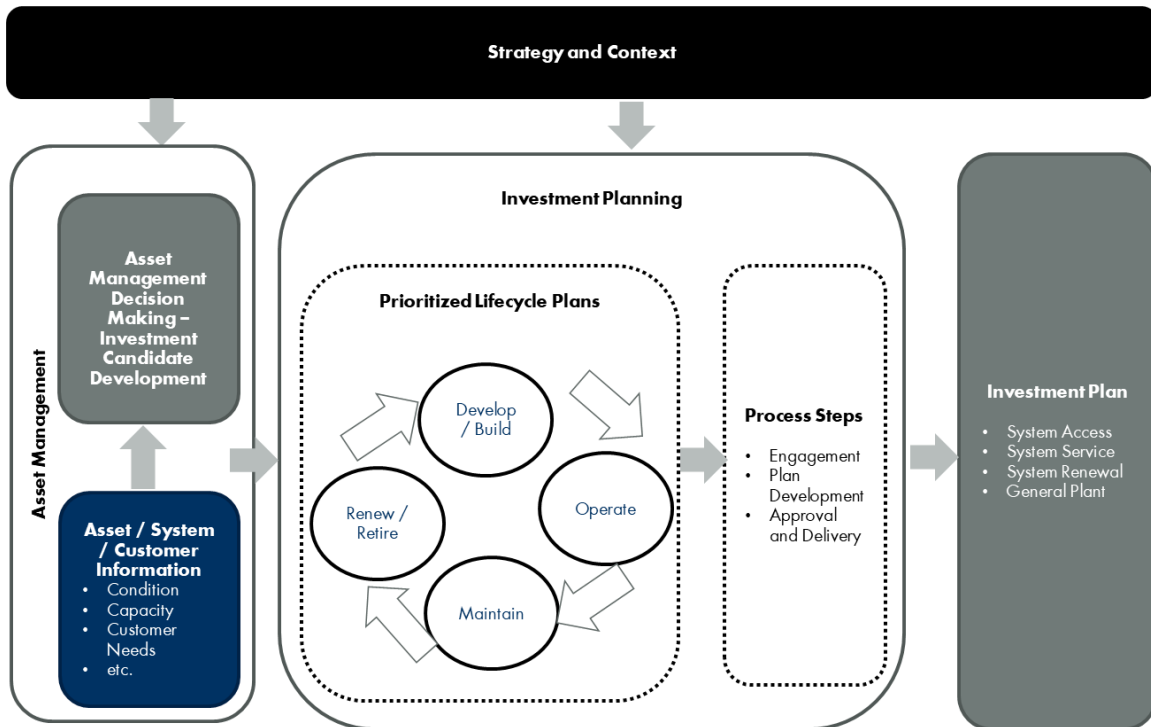 Strategy and Context
Asset Management
Asset
Management
Decision
Making –
Investment
Candidate
Development
Asset / System
/ Customer
Information
• Condition
• Capacity
• Customer
Needs
• etc.
Investment Planning
Prioritized Lifecycle Plans
Develop
/ Build
Operate
Maintain
Renew /
Retire
Process Steps
• Engagement
• Plan
Development
• Approval
and Delivery
Investment Plan
• System Access
• System Service
• System Renewal
• General Plant